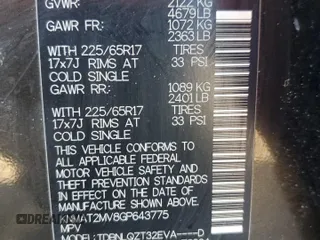 GVWR: 2122 KG
4679 LB
GAWR FR: 1072 KG
2363 LB
WITH 225/65R17 TIRES
17x7J RIMS AT 33 PSI
COLD SINGLE
GAWR RR: 1089 KG
2401 LB
WITH 225/65R17 TIRES
17x7J RIMS AT 33 PSI
COLD SINGLE
THIS VEHICLE CONFORMS TO
ALL APPLICABLE FEDERAL
MOTOR VEHICLE SAFETY
STANDARDS IN EFFECT ON THE
DATE OF MANUFACTURE SHOWN
ABOVE.
MPV
MODEL: TDBNLQZT32EVA----D